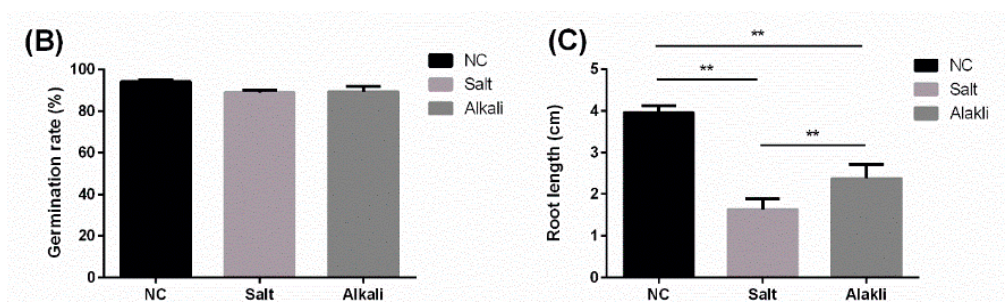 (B)
NC
Salt
Alkali
Germination rate (%)
100
80
60
40
20
0
NC Salt Alkali
(C)
**
**
**
NC
Salt
Alakli
Root length (cm)
5
4
3
2
1
0
NC Salt Alakli